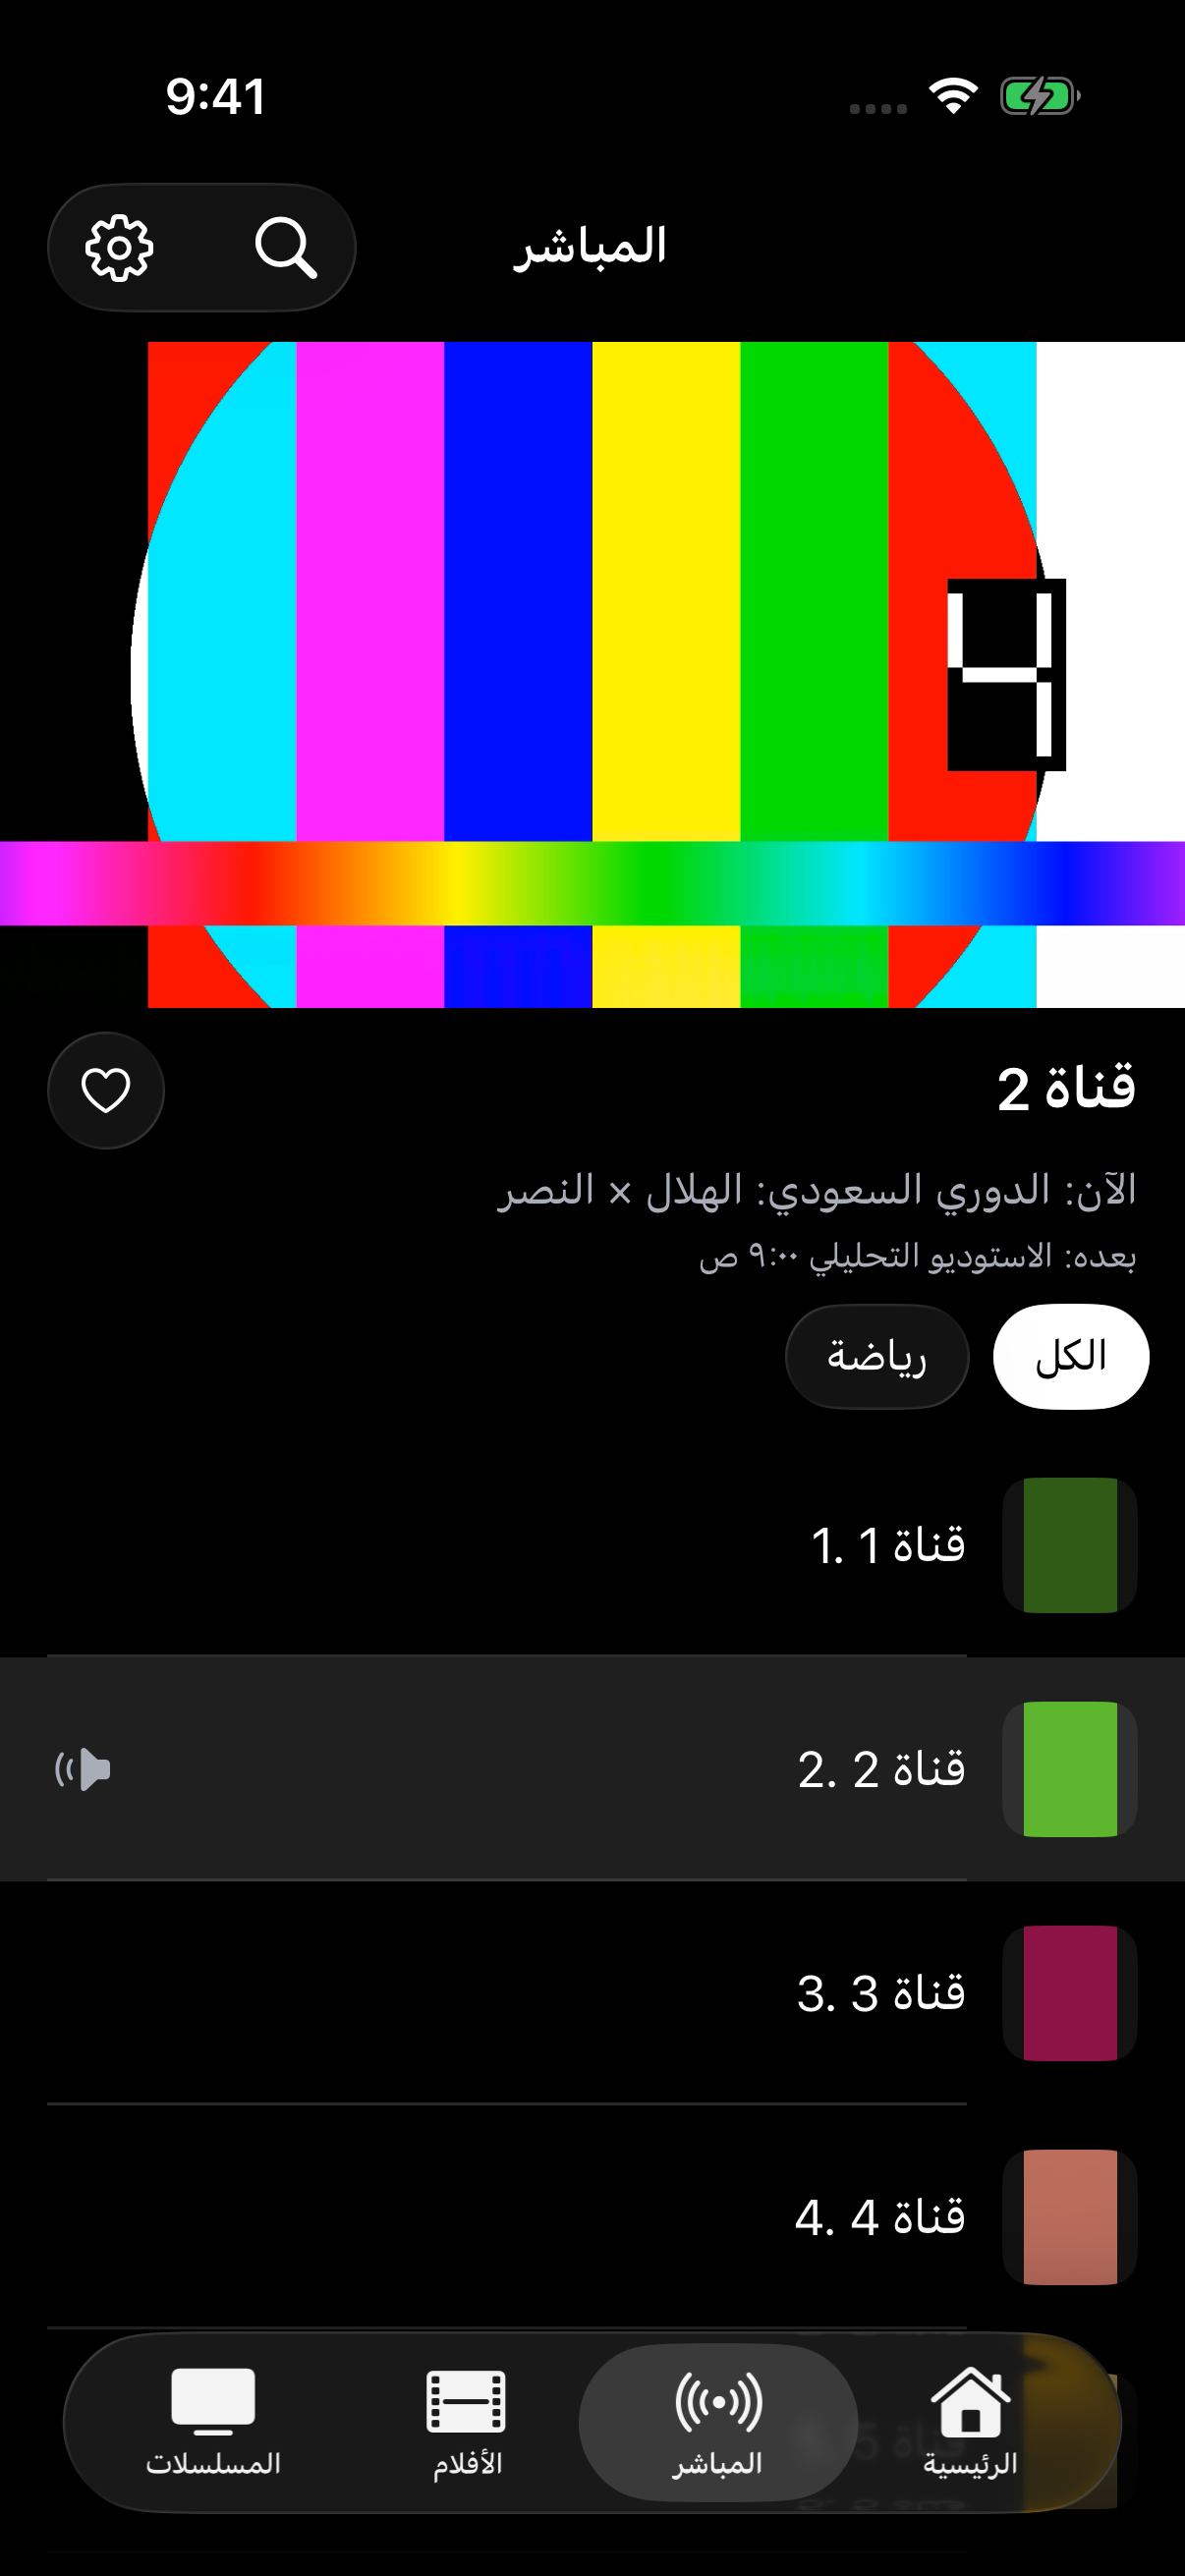 9:41
المباشر
4
قناة 2
الآن: الدوري السعودي: الهلال × النصر
بعده: الاستوديو التحليلي ٩:٠٠ ص
الكل
رياضة
1. قناة 1
2. قناة 2
3. قناة 3
4. قناة 4
الرئيسية
المباشر
الأفلام
المسلسلات